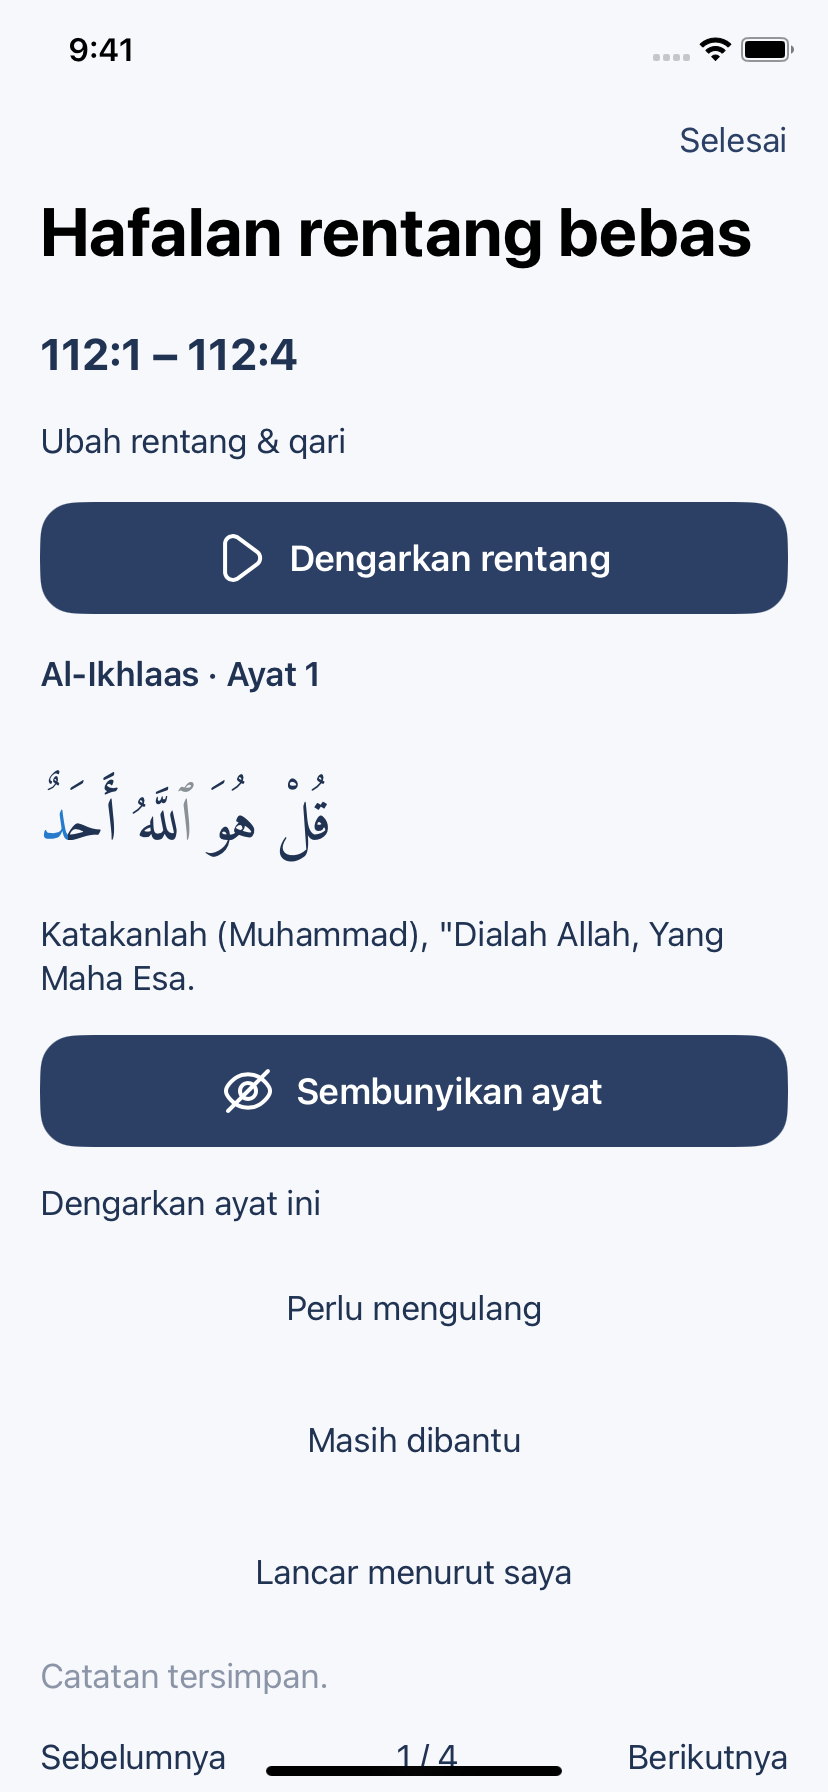 9:41
Selesai
Hafalan rentang bebas
112:1 – 112:4
Ubah rentang & qari
Dengarkan rentang
Al-Ikhlaas · Ayat 1
قُلْ هُوَ ٱللَّهُ أَحَدٌ
Katakanlah (Muhammad), "Dialah Allah, Yang
Maha Esa.
Sembunyikan ayat
Dengarkan ayat ini
Perlu mengulang
Masih dibantu
Lancar menurut saya
Catatan tersimpan.
Sebelumnya 1 / 4 Berikutnya